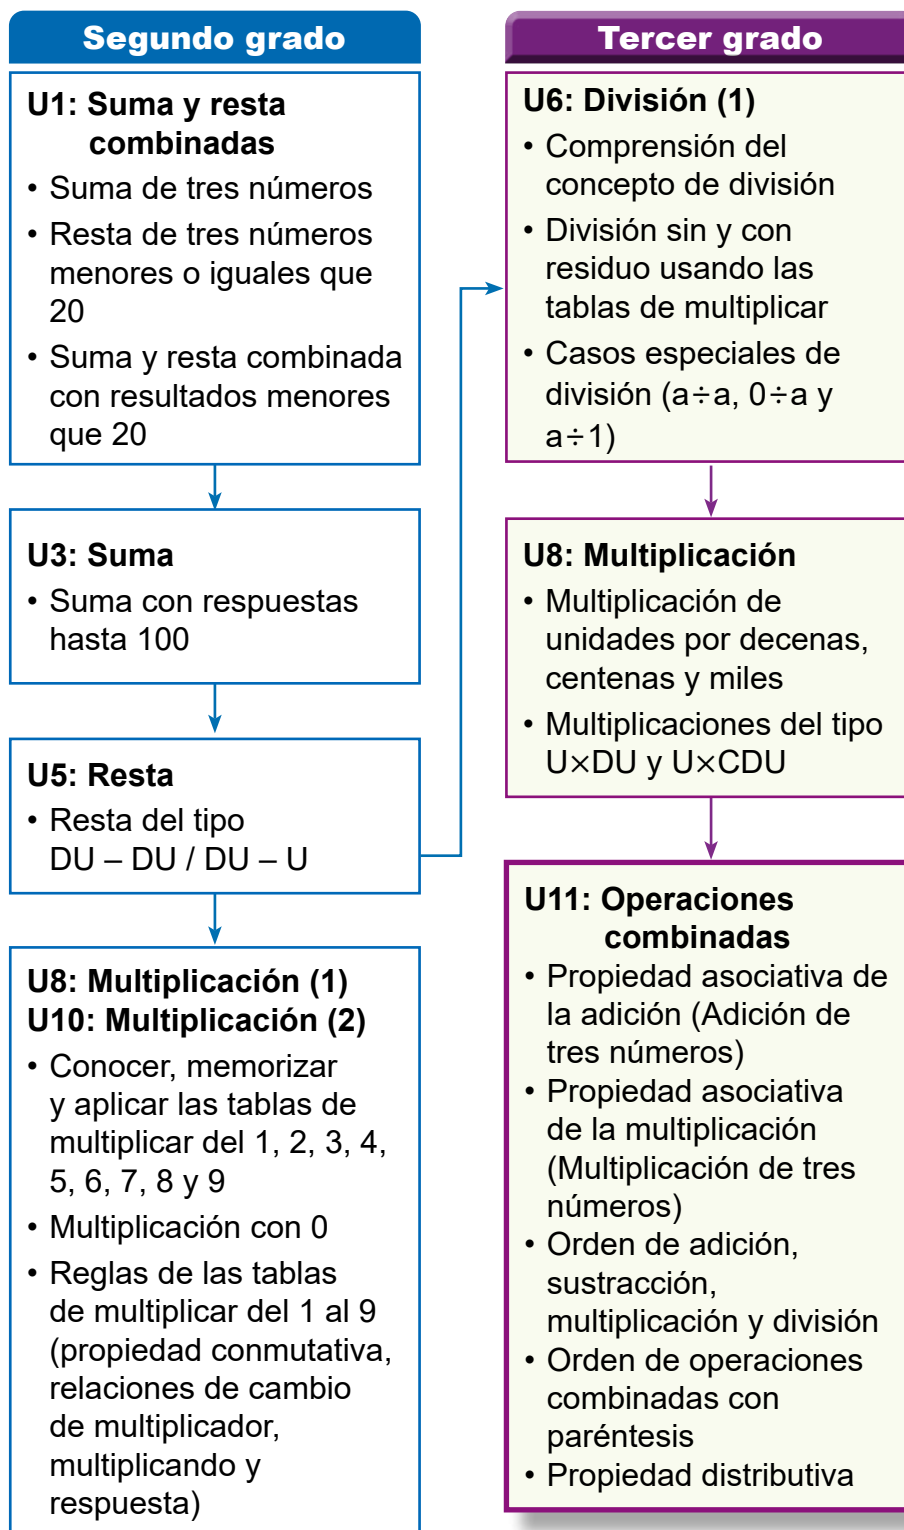 Segundo grado
U1: Suma y resta
combinadas
• Suma de tres números
• Resta de tres números
menores o iguales que
20
• Suma y resta combinada
con resultados menores
que 20
U3: Suma
• Suma con respuestas
hasta 100
U5: Resta
• Resta del tipo
DU – DU / DU – U
U8: Multiplicación (1)
U10: Multiplicación (2)
• Conocer, memorizar
y aplicar las tablas de
multiplicar del 1, 2, 3, 4,
5, 6, 7, 8 y 9
• Multiplicación con 0
• Reglas de las tablas
de multiplicar del 1 al 9
(propiedad conmutativa,
relaciones de cambio
de multiplicador,
multiplicando y
respuesta)
Tercer grado
U6: División (1)
• Comprensión del
concepto de división
• División sin y con
residuo usando las
tablas de multiplicar
• Casos especiales de
división (a÷a, 0÷a y
a÷1)
U8: Multiplicación
• Multiplicación de
unidades por decenas,
centenas y miles
• Multiplicaciones del tipo
U×DU y U×CDU
U11: Operaciones
combinadas
• Propiedad asociativa de
la adición (Adición de
tres números)
• Propiedad asociativa
de la multiplicación
(Multiplicación de tres
números)
• Orden de adición,
sustracción,
multiplicación y división
• Orden de operaciones
combinadas con
paréntesis
• Propiedad distributiva